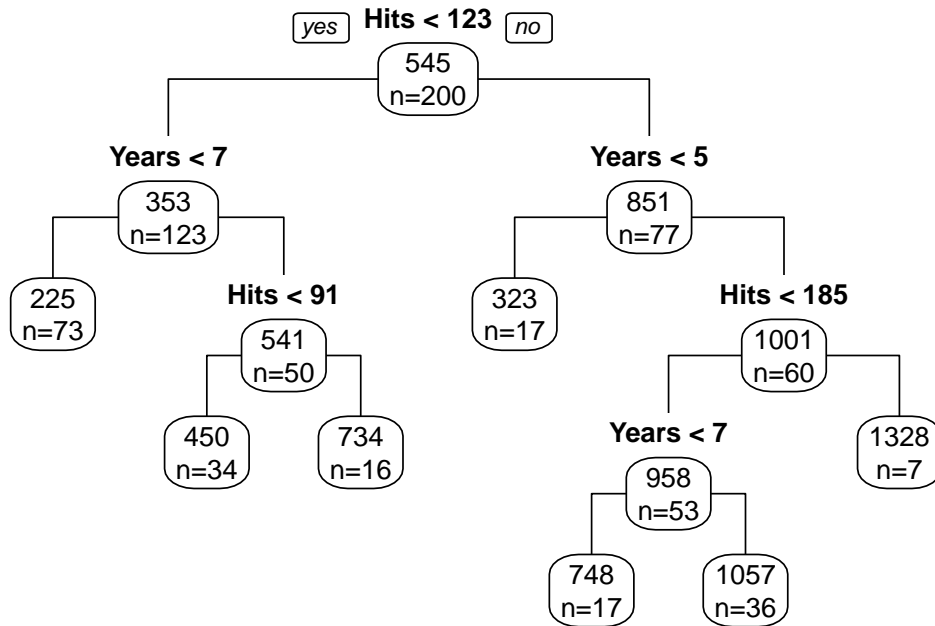 yes Hits < 123 no
545
n=200
Years < 7 Years < 5
353 851
n=123 n=77
225 Hits < 91 323 Hits < 185
n=73 541 n=17 1001
n=50 n=60
450 734 Years < 7 1328
n=34 n=16 958 n=7
n=53
748 1057
n=17 n=36